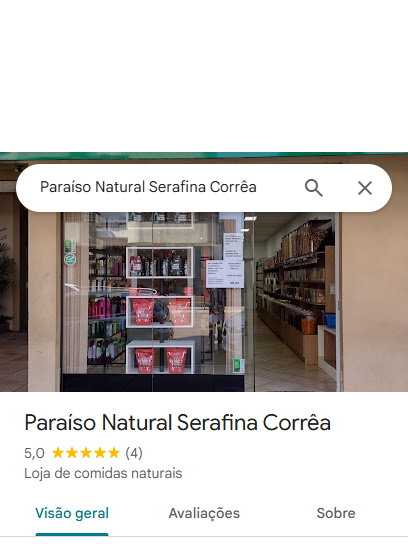 Paraíso Natural Serafina Corrêa
Paraíso Natural Serafina Corrêa
5,0 ★★★★★ (4)
Loja de comidas naturais
Visão geral Avaliações Sobre